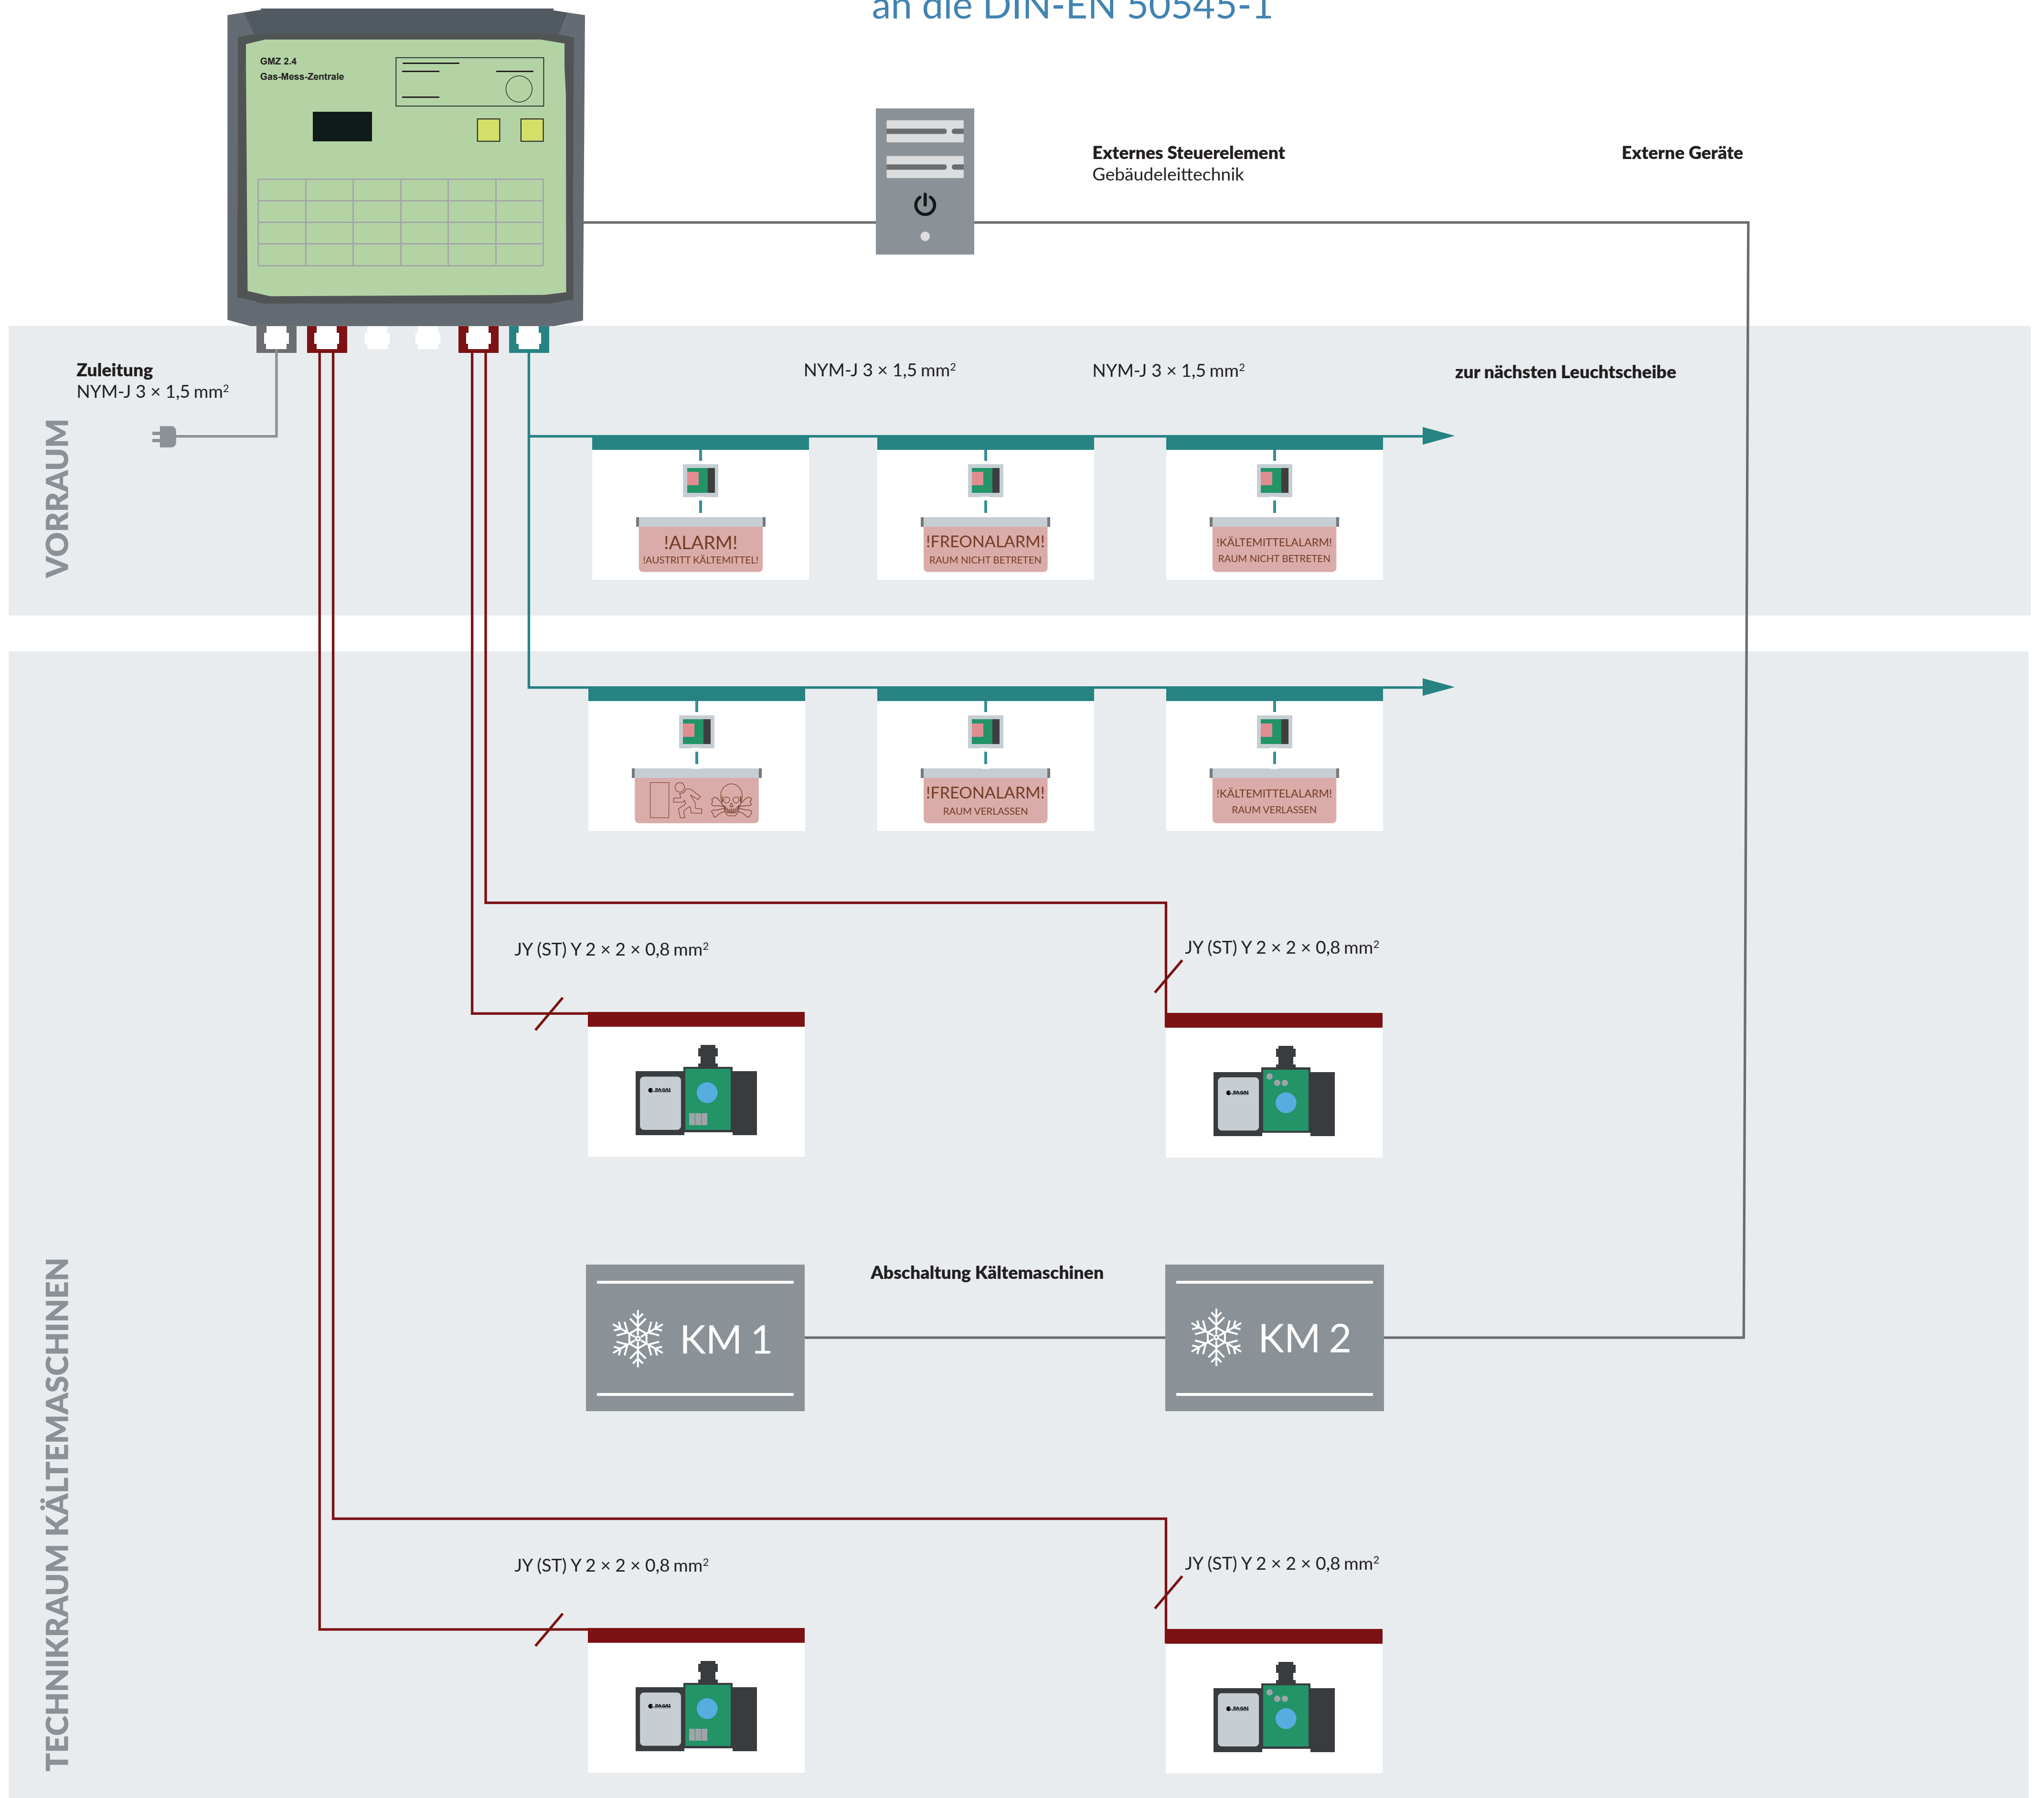 an die DIN-EN 50545-1
GMZ 2.4
Gas-Mess-Zentrale
Externes Steuerelement
Gebäudeleittechnik
Externe Geräte
VORRAUM
Zuleitung
NYM-J 3 × 1,5 mm²
NYM-J 3 × 1,5 mm²
NYM-J 3 × 1,5 mm²
zur nächsten Leuchtscheibe
!ALARM!
!AUSTRITT KÄLTEMITTEL!
!FREONALARM!
RAUM NICHT BETRETEN
!KÄLTEMITTELALARM!
RAUM NICHT BETRETEN
TECHNIKRAUM KÄLTEMASCHINEN
!FREONALARM!
RAUM VERLASSEN
!KÄLTEMITTELALARM!
RAUM VERLASSEN
JY (ST) Y 2 × 2 × 0,8 mm²
JY (ST) Y 2 × 2 × 0,8 mm²
Abschaltung Kältemaschinen
KM 1
KM 2
JY (ST) Y 2 × 2 × 0,8 mm²
JY (ST) Y 2 × 2 × 0,8 mm²